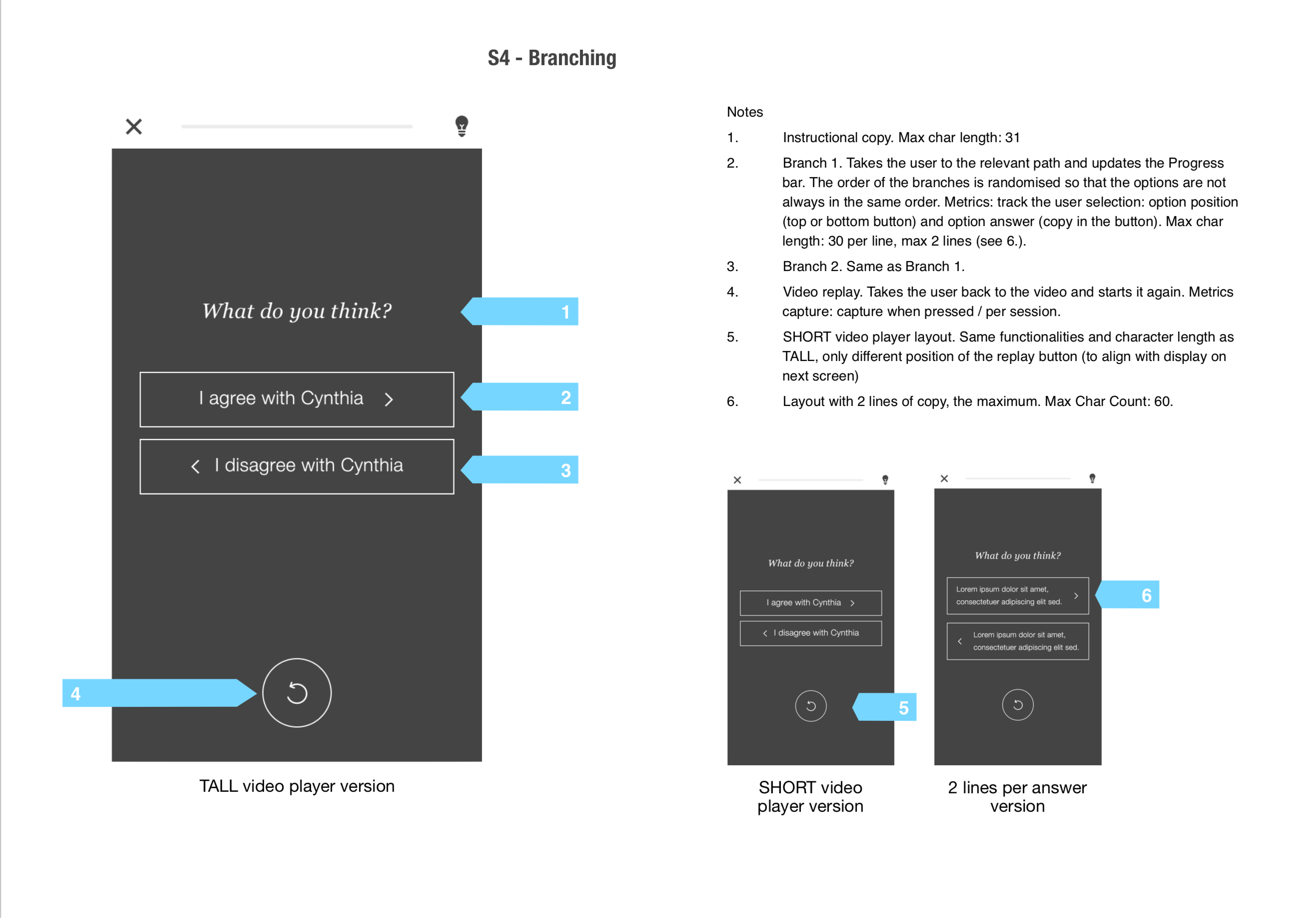 S4 - Branching
What do you think?
1
I agree with Cynthia
2
I disagree with Cynthia
3
4
TALL video player version
Notes
1. Instructional copy. Max char length: 31
2. Branch 1. Takes the user to the relevant path and updates the Progress
bar. The order of the branches is randomised so that the options are not
always in the same order. Metrics: track the user selection: option position
(top or bottom button) and option answer (copy in the button). Max char
length: 30 per line, max 2 lines (see 6.).
3. Branch 2. Same as Branch 1.
4. Video replay. Takes the user back to the video and starts it again. Metrics
capture: capture when pressed / per session.
5. SHORT video player layout. Same functionalities and character length as
TALL, only different position of the replay button (to align with display on
next screen)
6. Layout with 2 lines of copy, the maximum. Max Char Count: 60.
What do you think?
I agree with Cynthia
I disagree with Cynthia
5
SHORT video
player version
What do you think?
Lorem ipsum dolor sit amet,
consectetuer adipiscing elit sed.
6
Lorem ipsum dolor sit amet,
consectetuer adipiscing elit sed.
2 lines per answer
version